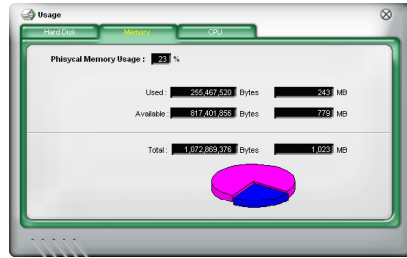 Usage
Hard Disk Memory CPU
Phisycal Memory Usage : 23 %
Used : 255,467,520 Bytes 243 MB
Available : 817,401,856 Bytes 779 MB
Total : 1,072,869,376 Bytes 1,023 MB